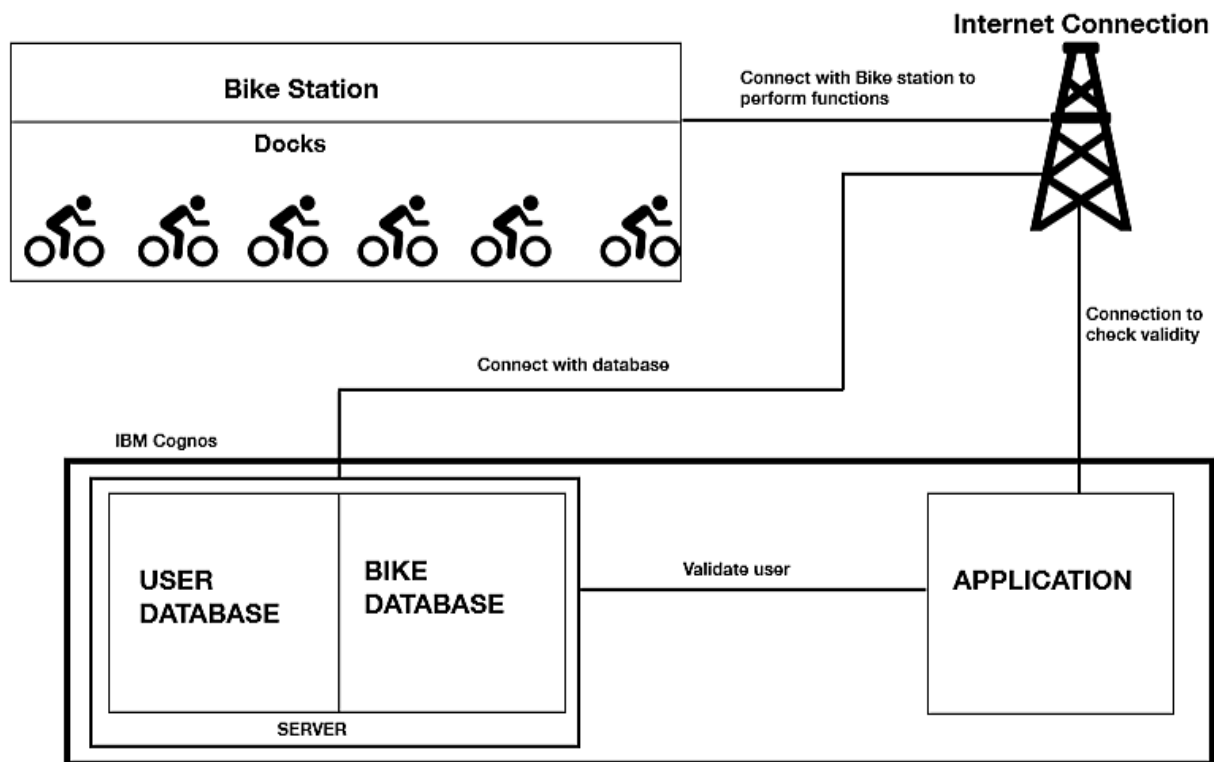 Internet Connection
Bike Station
Connect with Bike station to
perform functions
Docks
Connection to
check validity
Connect with database
IBM Cognos
USER
DATABASE
BIKE
DATABASE
Validate user
APPLICATION
SERVER